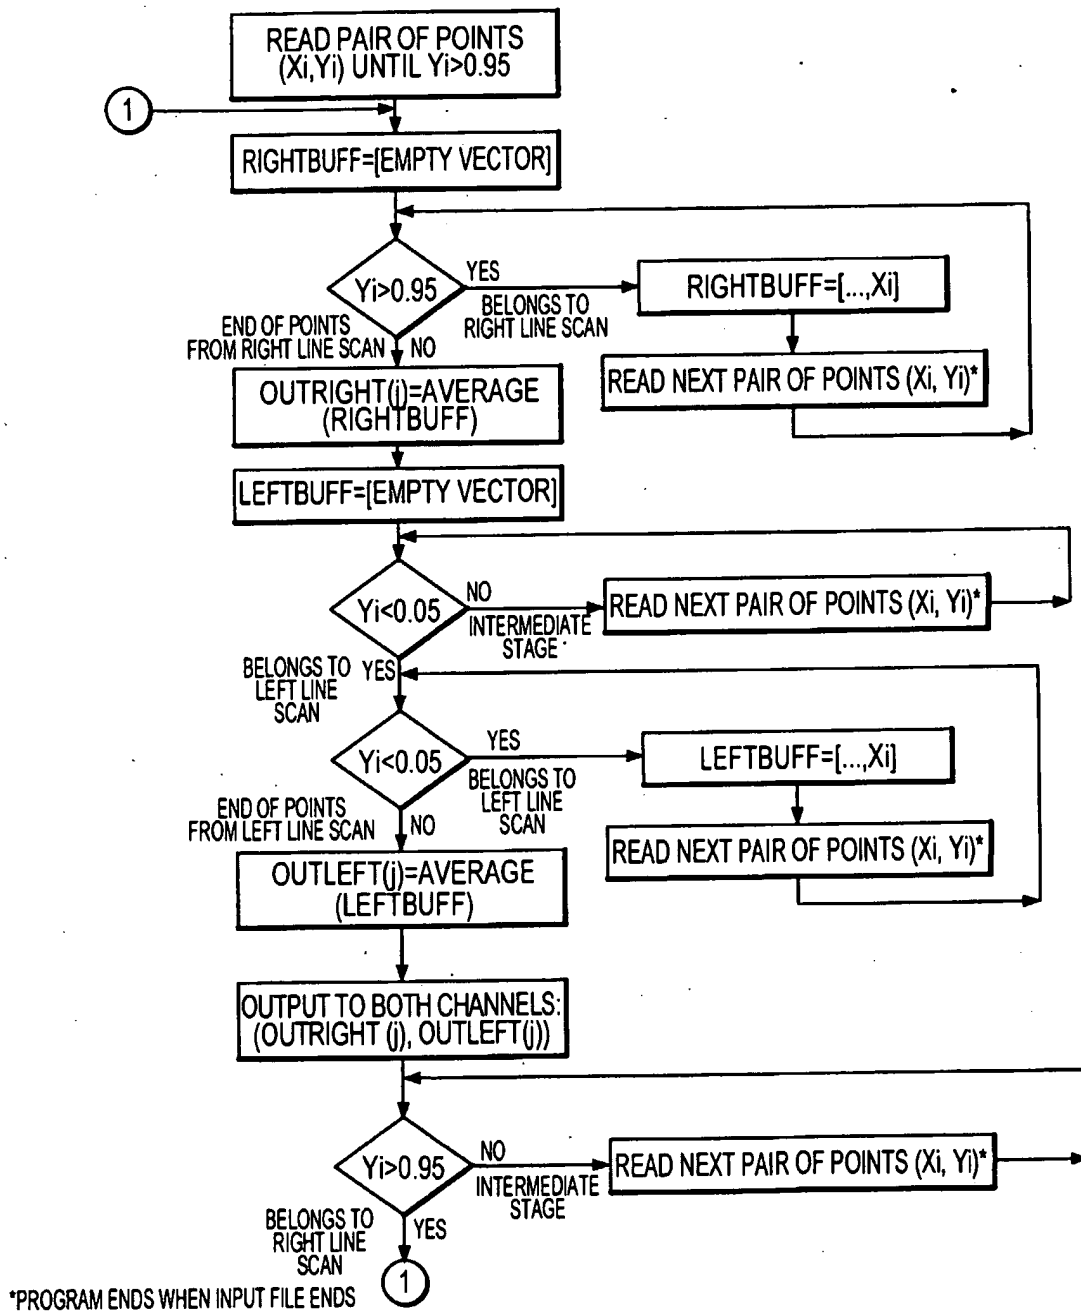 READ PAIR OF POINTS
(Xi,Yi) UNTIL Yi>0.95
1
RIGHTBUFF=[EMPTY VECTOR]
Yi>0.95
YES
BELONGS TO
RIGHT LINE SCAN
RIGHTBUFF=[...,Xi]
READ NEXT PAIR OF POINTS (Xi, Yi)*
END OF POINTS
FROM RIGHT LINE SCAN
NO
OUTRIGHT(j)=AVERAGE
(RIGHTBUFF)
LEFTBUFF=[EMPTY VECTOR]
Yi<0.05
NO
INTERMEDIATE
STAGE
READ NEXT PAIR OF POINTS (Xi, Yi)*
BELONGS TO
LEFT LINE
SCAN
YES
Yi<0.05
YES
BELONGS TO
LEFT LINE
SCAN
LEFTBUFF=[...,Xi]
READ NEXT PAIR OF POINTS (Xi, Yi)*
END OF POINTS
FROM LEFT LINE SCAN
NO
OUTLEFT(j)=AVERAGE
(LEFTBUFF)
OUTPUT TO BOTH CHANNELS:
(OUTRIGHT (j), OUTLEFT(j))
Yi>0.95
NO
INTERMEDIATE
STAGE
READ NEXT PAIR OF POINTS (Xi, Yi)*
BELONGS TO
RIGHT LINE
SCAN
YES
1
*PROGRAM ENDS WHEN INPUT FILE ENDS